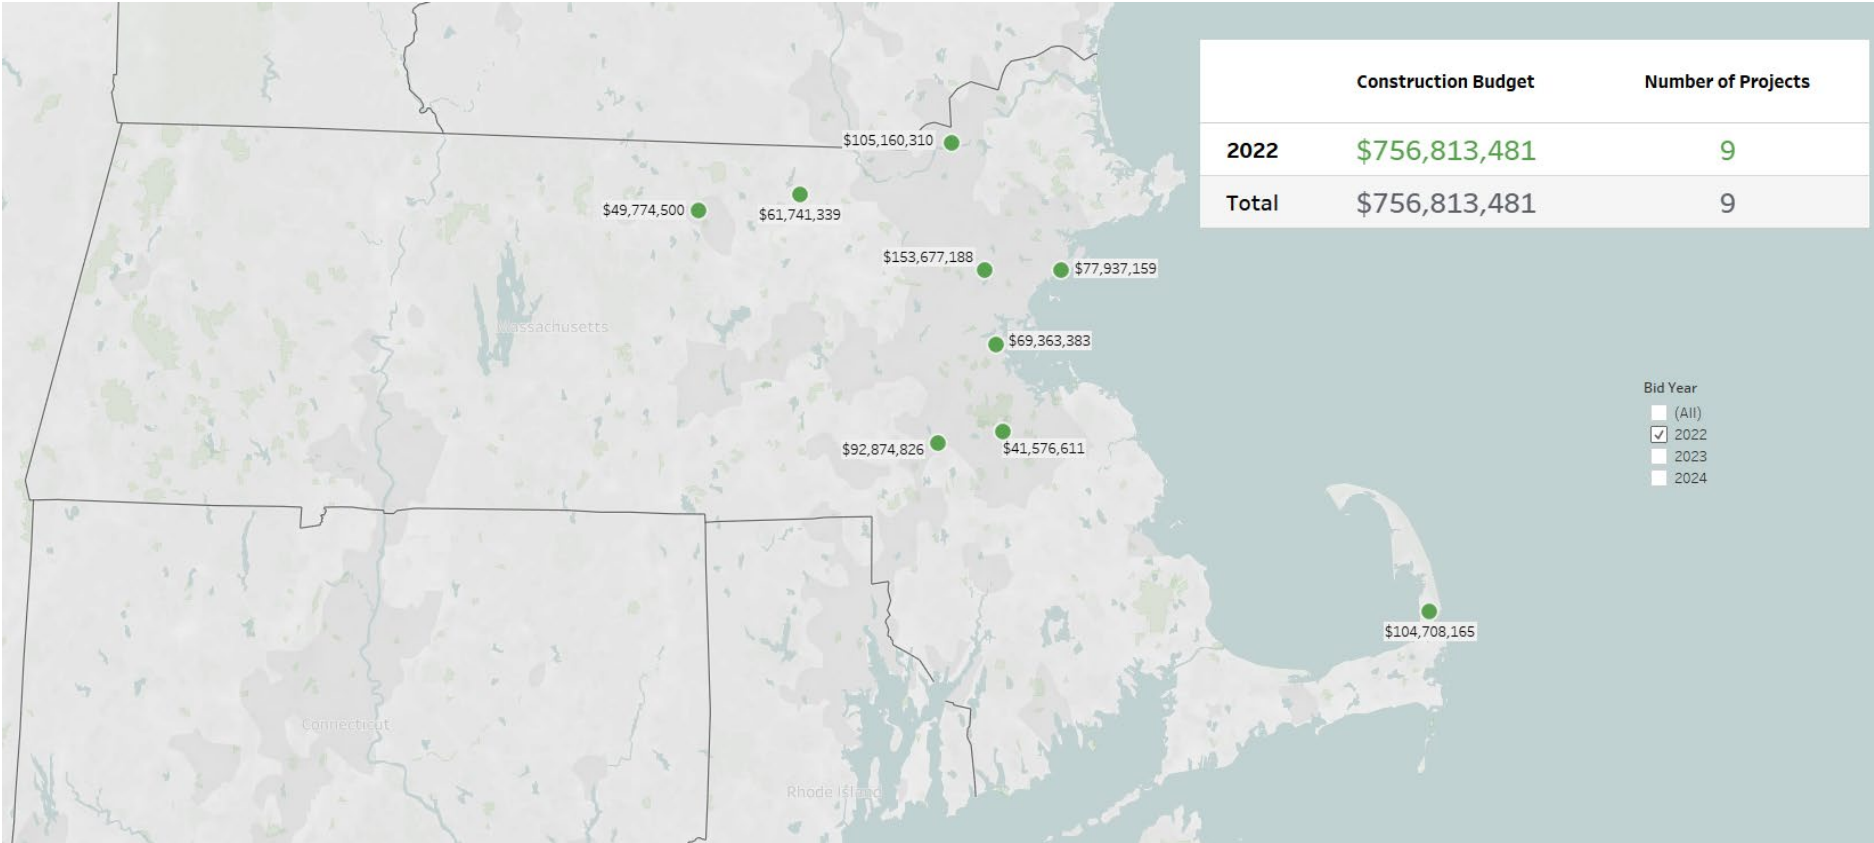 Construction Budget Number of Projects
2022 $756,813,481 9
Total $756,813,481 9
$105,160,310
$49,774,500
$61,741,339
$153,677,188
$77,937,159
Massachusetts
$69,363,383
Bid Year
(All)
2022
2023
2024
$92,874,826
$41,576,611
$104,708,165
Connecticut
Rhode Island